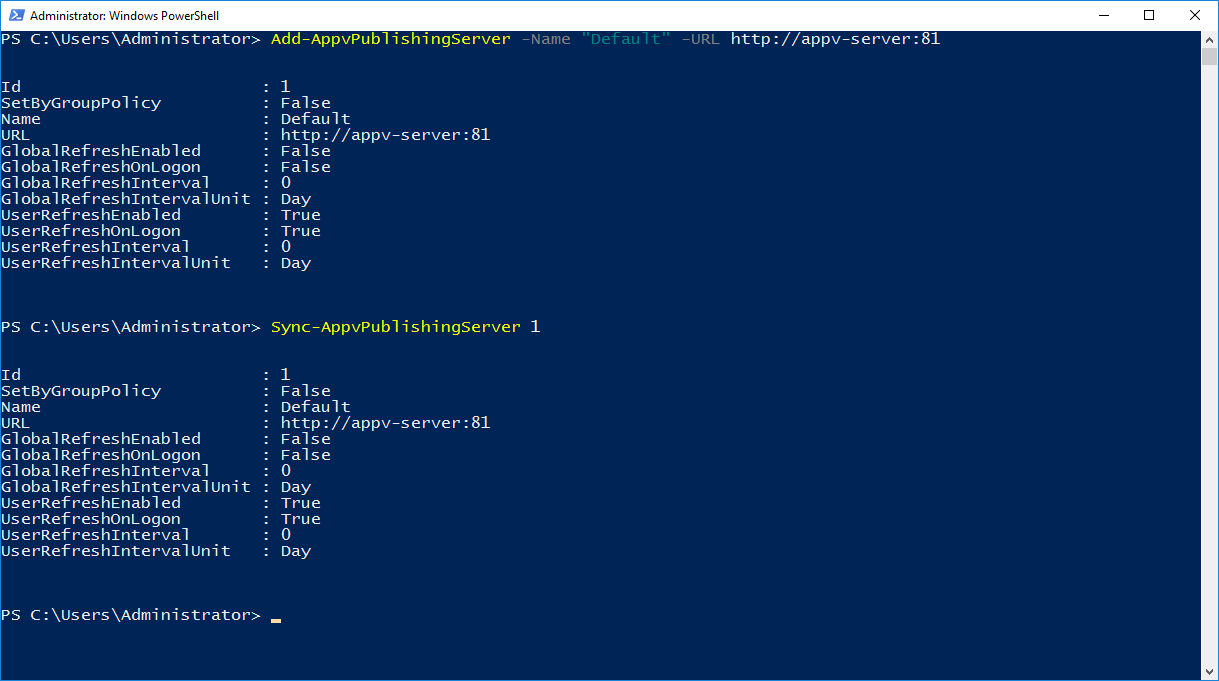 Administrator: Windows PowerShell
PS C:\Users\Administrator> Add-AppvPublishingServer -Name "Default" -URL http://appv-server:81
Id                        : 1
SetByGroupPolicy          : False
Name                      : Default
URL                       : http://appv-server:81
GlobalRefreshEnabled      : False
GlobalRefreshOnLogon      : False
GlobalRefreshInterval     : 0
GlobalRefreshIntervalUnit : Day
UserRefreshEnabled        : True
UserRefreshOnLogon        : True
UserRefreshInterval       : 0
UserRefreshIntervalUnit   : Day
PS C:\Users\Administrator> Sync-AppvPublishingServer 1
Id                        : 1
SetByGroupPolicy          : False
Name                      : Default
URL                       : http://appv-server:81
GlobalRefreshEnabled      : False
GlobalRefreshOnLogon      : False
GlobalRefreshInterval     : 0
GlobalRefreshIntervalUnit : Day
UserRefreshEnabled        : True
UserRefreshOnLogon        : True
UserRefreshInterval       : 0
UserRefreshIntervalUnit   : Day
PS C:\Users\Administrator>